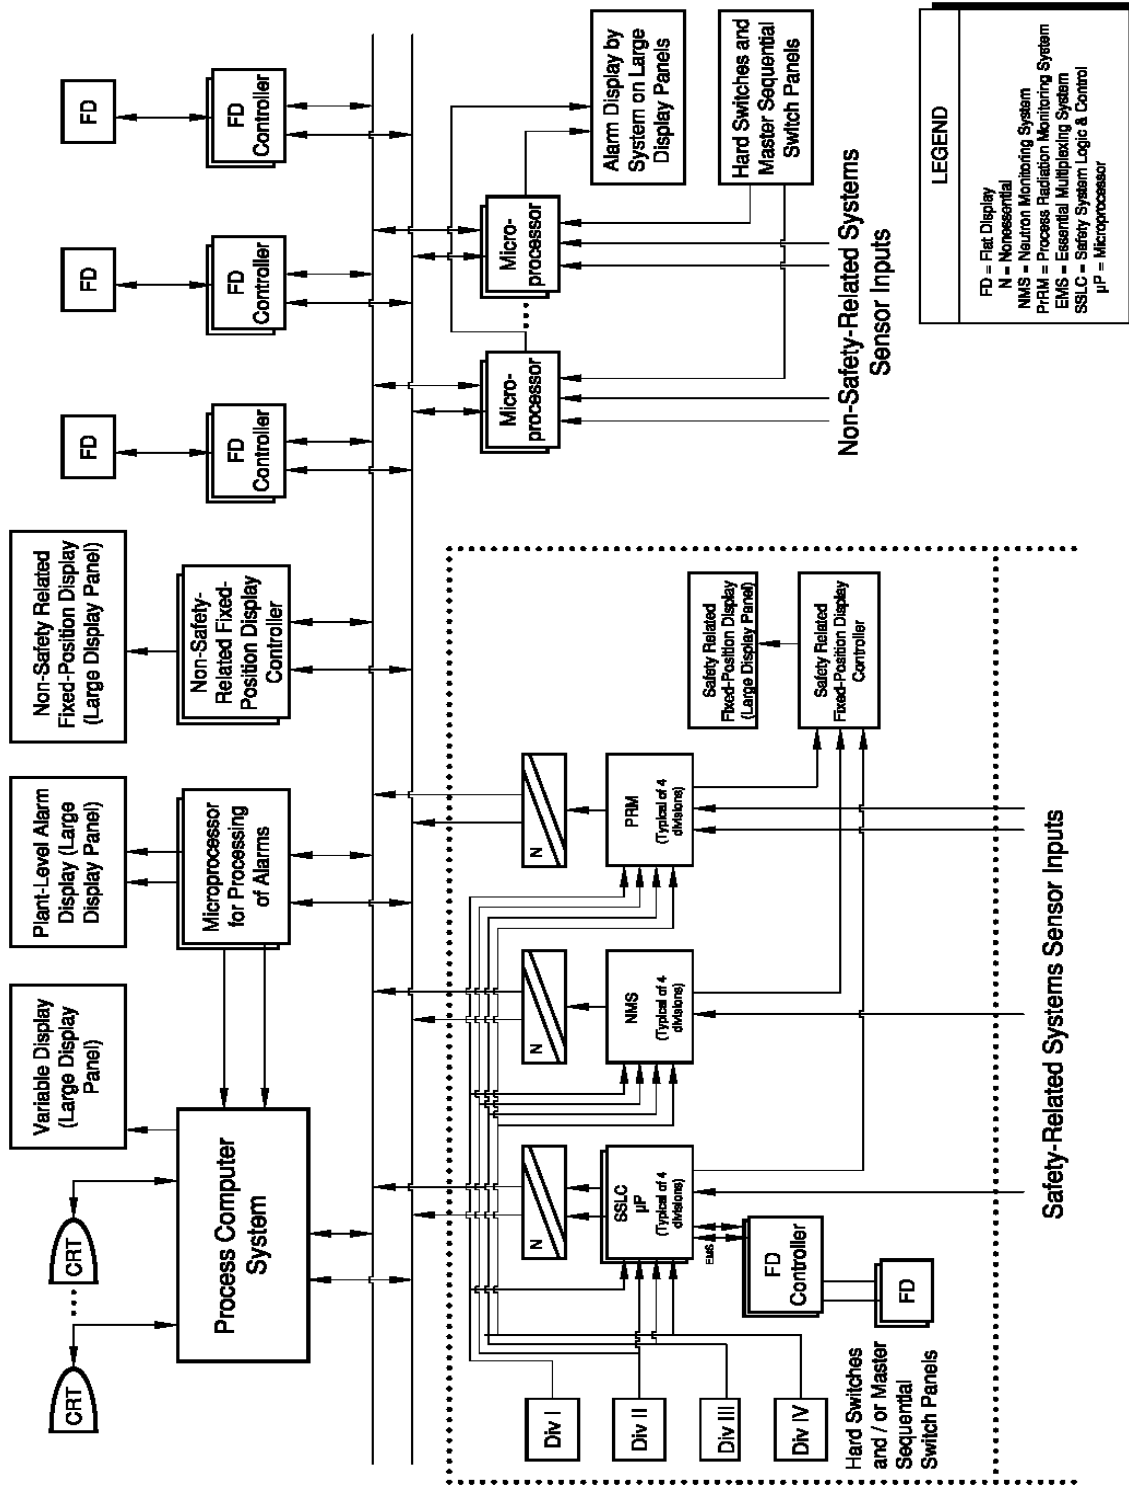 CRT
CRT
Process Computer
System
Variable Display
(Large Display
Panel)
Plant-Level Alarm
Display (Large
Display Panel)
Microprocessor
for Processing
of Alarms
Non-Safety Related
Fixed-Position Display
(Large Display Panel)
Non-Safety-
Related Fixed-
Position Display
Controller
FD
FD
Controller
FD
FD
Controller
FD
FD
Controller
Div I
Div II
Div III
Div IV
Hard Switches
and / or Master
Sequential
Switch Panels
N
SSLC
µP
(Typical of 4
divisions)
EMS
FD
Controller
FD
N
NMS
(Typical of 4
divisions)
N
PRM
(Typical of 4
divisions)
Safety Related
Fixed-Position Display
(Large Display Panel)
Safety Related
Fixed-Position Display
Controller
Safety-Related Systems Sensor Inputs
Micro-
processor
Micro-
processor
Alarm Display by
System on Large
Display Panels
Hard Switches and
Master Sequential
Switch Panels
Non-Safety-Related Systems
Sensor Inputs
LEGEND
FD = Flat Display
N = Nonessential
NMS = Neutron Monitoring System
PrRM = Process Radiation Monitoring System
EMS = Essential Multiplexing System
SSLC = Safety System Logic & Control
µP = Microprocessor